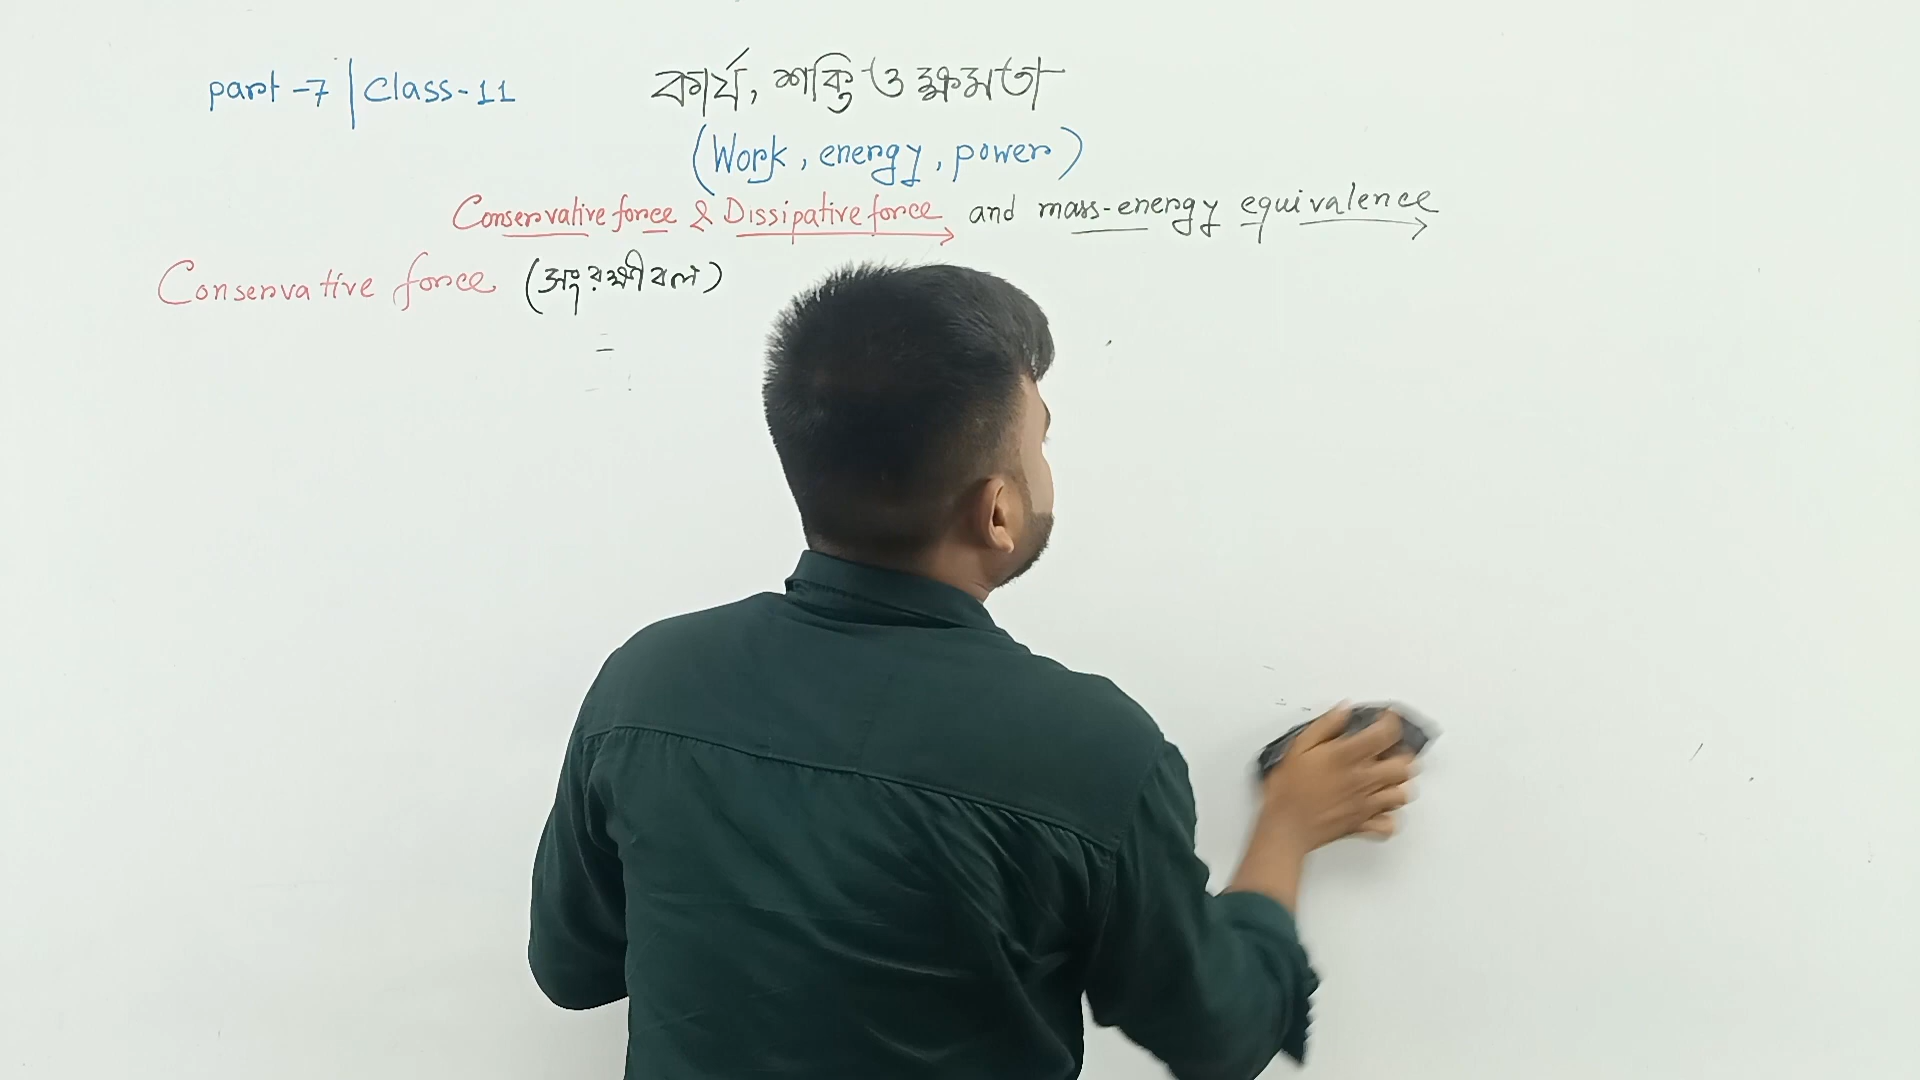 part -7 | Class-11
কার্য, শক্তি ও ক্ষমতা
(Work, energy, power)
Conservative force & Dissipative force and mass-energy equivalence
Conservative force (সংরক্ষী বল)